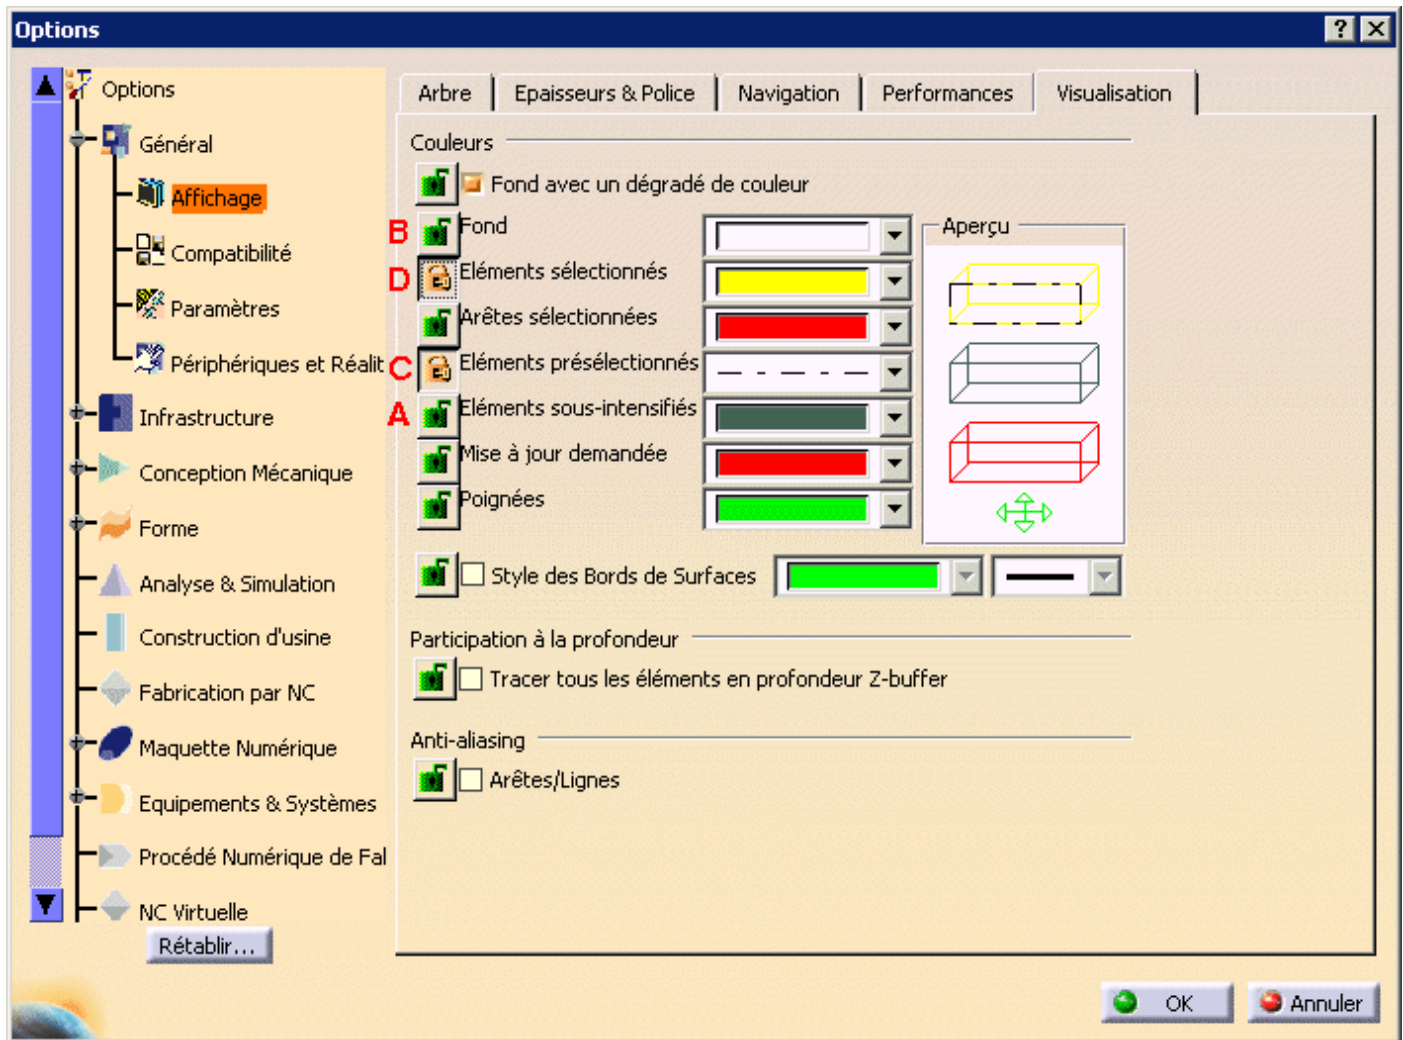 Options
Options
Général
Affichage
Compatibilité
Paramètres
Périphériques et Réalit
Infrastructure
Conception Mécanique
Forme
Analyse & Simulation
Construction d'usine
Fabrication par NC
Maquette Numérique
Equipements & Systèmes
Procédé Numérique de Fal
NC Virtuelle
Rétablir...
Arbre Epaisseurs & Police Navigation Performances Visualisation
Couleurs
Fond avec un dégradé de couleur
B Fond
D Eléments sélectionnés
Arêtes sélectionnées
C Eléments présélectionnés
A Eléments sous-intensifiés
Mise à jour demandée
Poignées
Aperçu
Style des Bords de Surfaces
Participation à la profondeur
Tracer tous les éléments en profondeur Z-buffer
Anti-aliasing
Arêtes/Lignes
OK Annuler